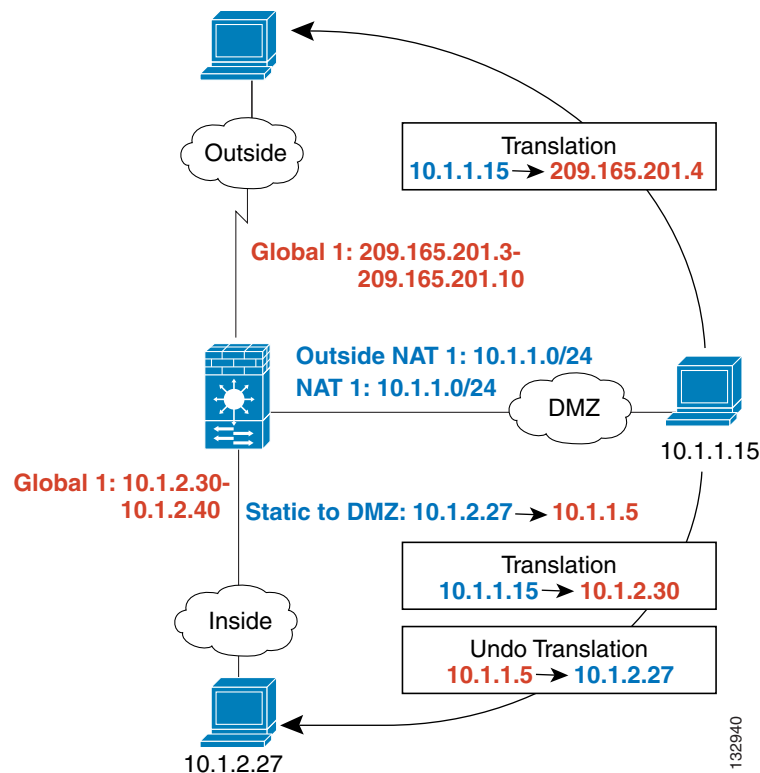 Outside
Translation
10.1.1.15 → 209.165.201.4
Global 1: 209.165.201.3-
209.165.201.10
Outside NAT 1: 10.1.1.0/24
NAT 1: 10.1.1.0/24
DMZ
10.1.1.15
Global 1: 10.1.2.30-
10.1.2.40
Static to DMZ: 10.1.2.27 → 10.1.1.5
Translation
10.1.1.15 → 10.1.2.30
Inside
Undo Translation
10.1.1.5 → 10.1.2.27
10.1.2.27
132940